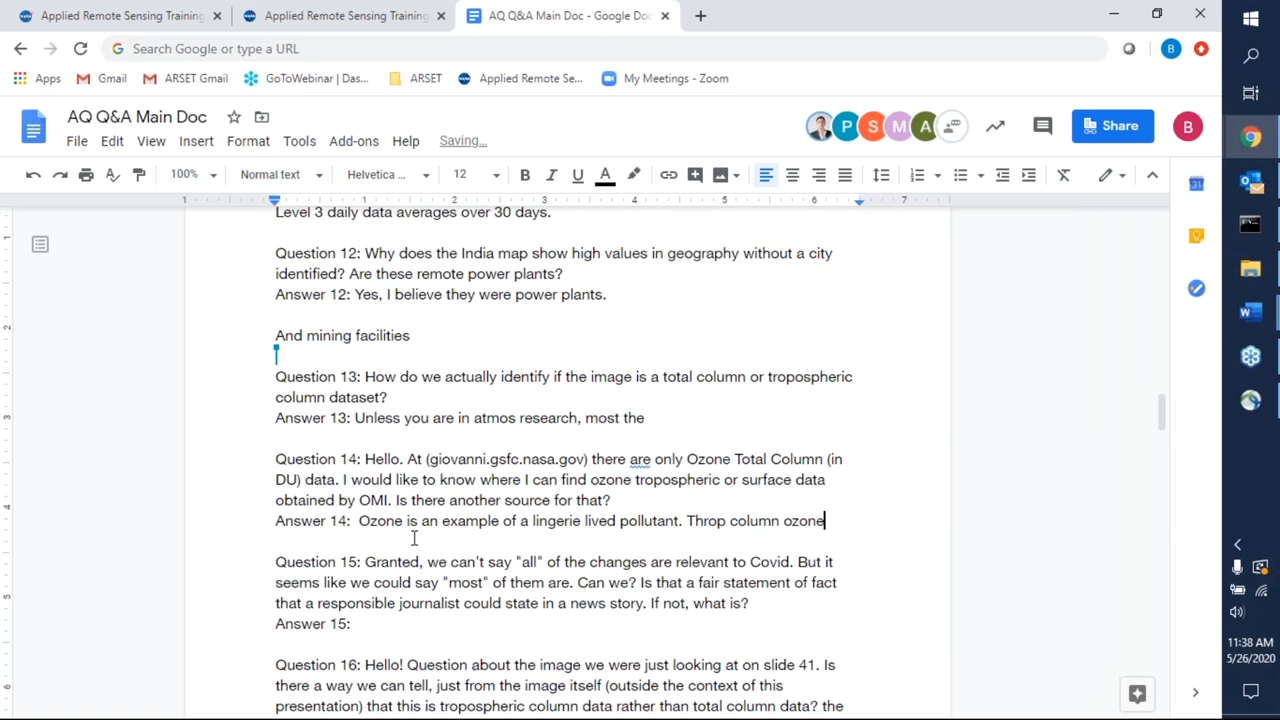 Applied Remote Sensing Training
Applied Remote Sensing Training
AQ Q&A Main Doc - Google Doc
Search Google or type a URL
B
Apps
Gmail
ARSET Gmail
GoToWebinar | Das...
ARSET
Applied Remote Se...
My Meetings - Zoom
AQ Q&A Main Doc
P S M A
Share
B
File Edit View Insert Format Tools Add-ons Help Saving...
100% Normal text Helvetica ... 12 B I U A
1 1 2 3 4 5 6 7
Level 3 daily data averages over 30 days.
Question 12: Why does the India map show high values in geography without a city
identified? Are these remote power plants?
Answer 12: Yes, I believe they were power plants.
And mining facilities
Question 13: How do we actually identify if the image is a total column or tropospheric
column dataset?
Answer 13: Unless you are in atmos research, most the
Question 14: Hello. At (giovanni.gsfc.nasa.gov) there are only Ozone Total Column (in
DU) data. I would like to know where I can find ozone tropospheric or surface data
obtained by OMI. Is there another source for that?
Answer 14:  Ozone is an example of a lingerie lived pollutant. Throp column ozone
Question 15: Granted, we can't say "all" of the changes are relevant to Covid. But it
seems like we could say "most" of them are. Can we? Is that a fair statement of fact
that a responsible journalist could state in a news story. If not, what is?
Answer 15:
Question 16: Hello! Question about the image we were just looking at on slide 41. Is
there a way we can tell, just from the image itself (outside the context of this
presentation) that this is tropospheric column data rather than total column data? the
11:38 AM
5/26/2020